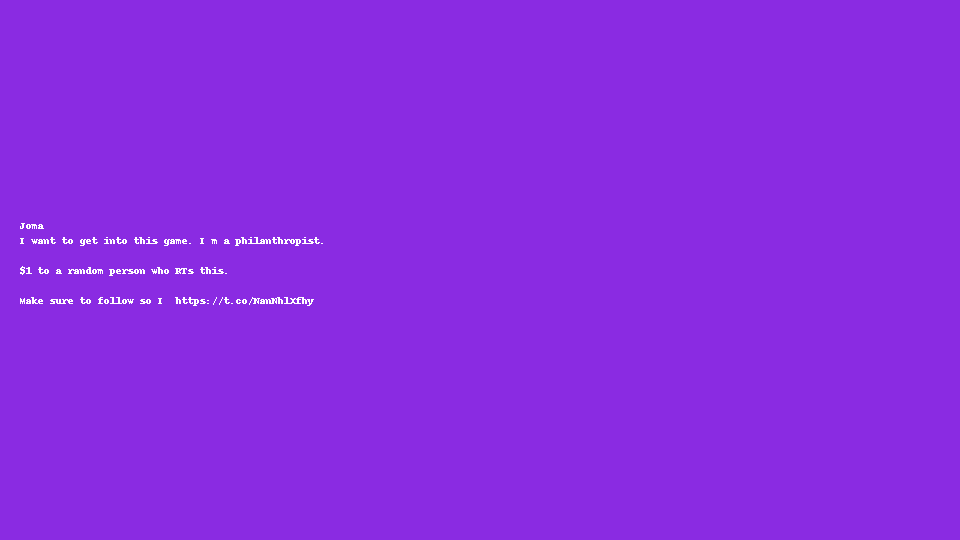 Joma
I want to get into this game. I m a philanthropist.
$1 to a random person who RTs this.
Make sure to follow so I  https://t.co/NamNhlXfhy